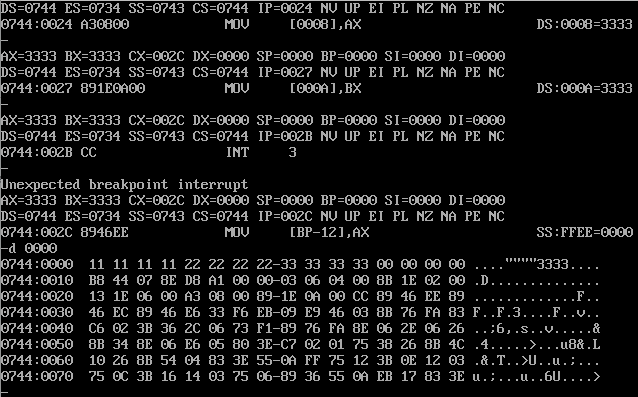 DS=0744 ES=0734 SS=0743 CS=0744 IP=0024 NV UP EI PL NZ NA PE NC
0744:0024 A30800 MOV [0008],AX DS:0008=3333
-
AX=3333 BX=3333 CX=002C DX=0000 SP=0000 BP=0000 SI=0000 DI=0000
DS=0744 ES=0734 SS=0743 CS=0744 IP=0027 NV UP EI PL NZ NA PE NC
0744:0027 891E0A00 MOV [000A],BX DS:000A=3333
-
AX=3333 BX=3333 CX=002C DX=0000 SP=0000 BP=0000 SI=0000 DI=0000
DS=0744 ES=0734 SS=0743 CS=0744 IP=002B NV UP EI PL NZ NA PE NC
0744:002B CC INT 3
-
Unexpected breakpoint interrupt
AX=3333 BX=3333 CX=002C DX=0000 SP=0000 BP=0000 SI=0000 DI=0000
DS=0744 ES=0734 SS=0743 CS=0744 IP=002C NV UP EI PL NZ NA PE NC
0744:002C 8946EE MOV [BP-12],AX SS:FFEE=0000
-d 0000
0744:0000 11 11 11 11 22 22 22 22-33 33 33 33 00 00 00 00 ....""""3333....
0744:0010 B8 44 07 8E D8 A1 00 00-03 06 04 00 8B 1E 02 00 .D..............
0744:0020 13 1E 06 00 A3 08 00 89-1E 0A 00 CC 89 46 EE 89 .............F..
0744:0030 46 EC 89 46 E6 33 F6 EB-09 E9 46 03 8B 76 FA 83 F..F.3....F..v..
0744:0040 C6 02 3B 36 2C 06 73 F1-89 76 FA 8E 06 2E 06 26 ..;6,.s..v.....&
0744:0050 8B 34 8E 06 E6 05 80 3E-C7 02 01 75 38 26 8B 4C .4.....>...u8&.L
0744:0060 10 26 8B 54 04 83 3E 55-0A FF 75 12 3B 0E 12 03 .&.T..>U..u.;...
0744:0070 75 0C 3B 16 14 03 75 06-89 36 55 0A EB 17 83 3E u.;...u..6U....>
-